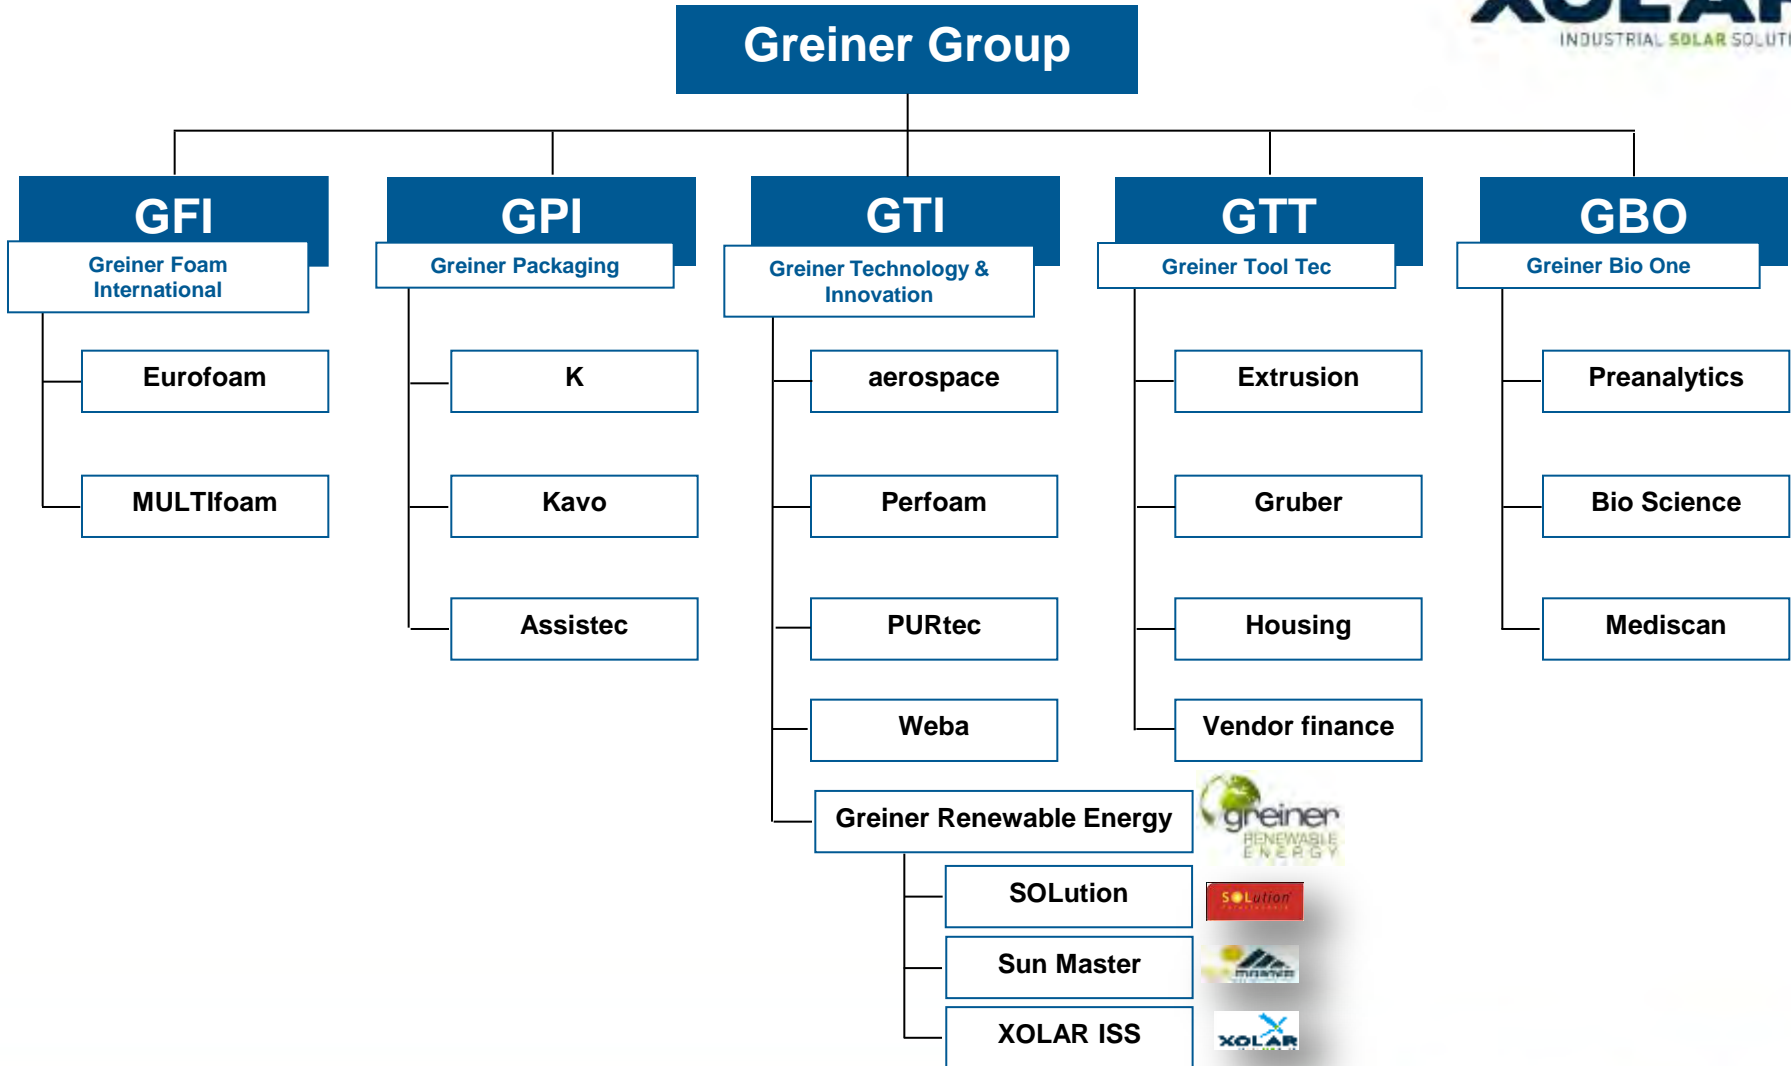 XOLAR
INDUSTRIAL SOLAR SOLUTI
Greiner Group
GFI
Greiner Foam
International
GPI
Greiner Packaging
GTI
Greiner Technology &
Innovation
GTT
Greiner Tool Tec
GBO
Greiner Bio One
Eurofoam
K
aerospace
Extrusion
Preanalytics
MULTIfoam
Kavo
Perfoam
Gruber
Bio Science
Assistec
PURtec
Housing
Mediscan
Weba
Vendor finance
Greiner Renewable Energy
greiner
RENEWABLE
ENERGY
SOLution
SOLution
Sun Master
XOLAR ISS
XOLAR